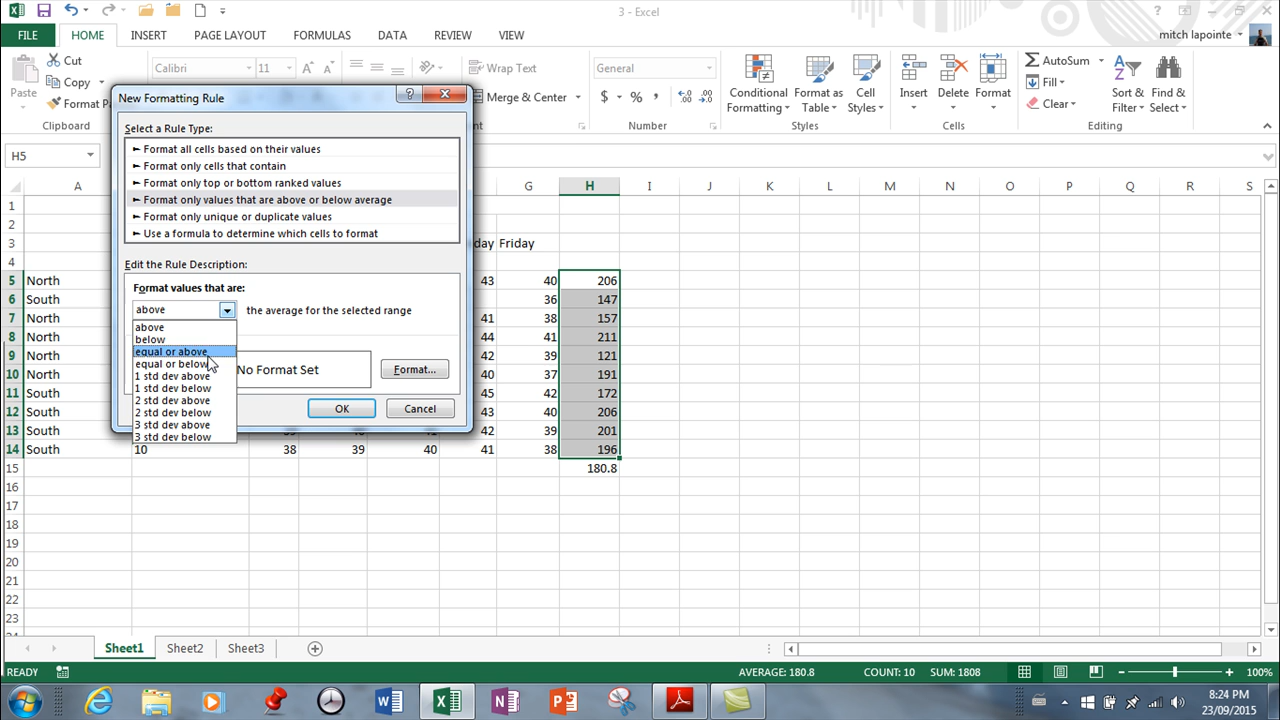 3 - Excel
FILE HOME INSERT PAGE LAYOUT FORMULAS DATA REVIEW VIEW mitch lapointe
Paste Cut Copy Format Pa
Calibri 11 Wrap Text Merge & Center
General $ % ,
Conditional Formatting Format as Table Cell Styles
Insert Delete Format
AutoSum Fill Clear Sort & Filter Find & Select
Clipboard Number Styles Cells Editing
H5
A G H I J K L M N O P Q R S
New Formatting Rule
Select a Rule Type:
► Format all cells based on their values
► Format only cells that contain
► Format only top or bottom ranked values
► Format only values that are above or below average
► Format only unique or duplicate values
► Use a formula to determine which cells to format
Edit the Rule Description:
Format values that are:
above the average for the selected range
above
below
equal or above
equal or below
1 std dev above
1 std dev below
2 std dev above
2 std dev below
3 std dev above
3 std dev below
No Format Set Format...
OK Cancel
1
2
3 day Friday
4
5 North 43 40 206
6 South 36 147
7 North 41 38 157
8 North 44 41 211
9 North 42 39 121
10 North 40 37 191
11 South 45 42 172
12 South 43 40 206
13 South 42 39 201
14 South 10 38 39 40 41 38 196
15 180.8
16
17
18
19
20
21
22
23
Sheet1 Sheet2 Sheet3
READY AVERAGE: 180.8 COUNT: 10 SUM: 1808 100%
8:24 PM
23/09/2015